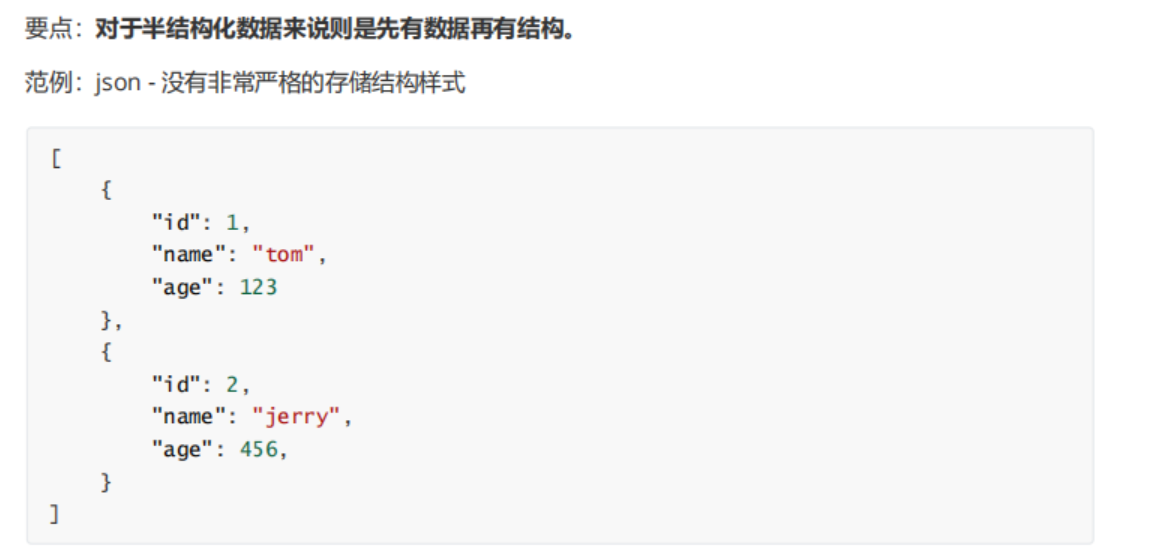 要点：对于半结构化数据来说则是先有数据再有结构。
范例：json - 没有非常严格的存储结构样式
[
    {
        "id": 1,
        "name": "tom",
        "age": 123
    },
    {
        "id": 2,
        "name": "jerry",
        "age": 456,
    }
]